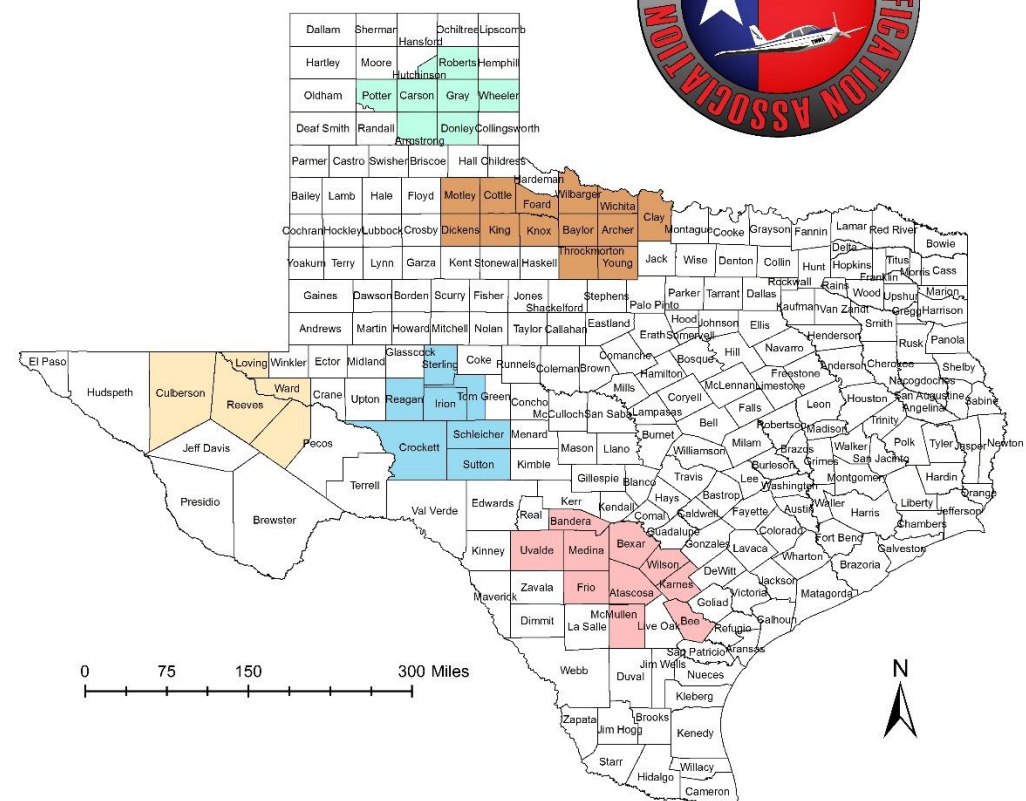 FICATION ASSOCIATION
TWMA
Dallam Sherman Hansford Ochiltree Lipscomb
Hartley Moore Hutchinson Roberts Hemphill
Oldham Potter Carson Gray Wheeler
Deaf Smith Randall Armstrong Donley Collingsworth
Parmer Castro Swisher Briscoe Hall Childress
Hardeman
Bailey Lamb Hale Floyd Motley Cottle Foard Wilbarger Wichita Clay
Cochran Hockley Lubbock Crosby Dickens King Knox Baylor Archer Montague Cooke Grayson Fannin Lamar Red River Bowie
Delta
Yoakum Terry Lynn Garza Kent Stonewal Haskell Throckmorton Young Jack Wise Denton Collin Hunt Hopkins Franklin Titus Morris Cass
Gaines Dawson Borden Scurry Fisher Jones Shackelford Stephens Palo Pinto Parker Tarrant Dallas Rockwall Rains Wood Upshur Marion
Kaufman Van Zandt Gregg Harrison
Andrews Martin Howard Mitchell Nolan Taylor Callahan Eastland Erath Hood Somervell Johnson Ellis Henderson Smith Rusk Panola
El Paso Hudspeth Culberson Loving Winkler Ector Midland Glasscock Sterling Coke Runnels Coleman Brown Comanche Hamilton Bosque Hill Navarro Freestone Anderson Cherokee Nacogdoches Shelby
Reeves Ward Crane Upton Reagan Irion Tom Green Concho McCulloch San Saba Mills Lampasas Coryell McLennan Limestone Falls Leon Houston Angelina San Augustine Sabine
Jeff Davis Pecos Crockett Schleicher Menard Mason Llano Burnet Bell Milam Robertson Madison Trinity Polk Tyler Jasper Newton
Presidio Brewster Terrell Sutton Kimble Gillespie Blanco Williamson Travis Burleson Brazos Grimes Walker San Jacinto
Lee Washington Montgomery Hardin
Val Verde Edwards Real Kerr Kendall Comal Hays Caldwell Bastrop Fayette Austin Waller Harris Liberty Orange
Jefferson
Chambers
Bandera Guadalupe Gonzales Colorado Fort Bend Galveston
Kinney Uvalde Medina Bexar Wilson Lavaca Wharton Brazoria
Maverick Zavala Frio Atascosa Karnes DeWitt Victoria Jackson Matagorda
Goliad Calhoun
Dimmit La Salle McMullen Live Oak Bee Refugio
San Patricio Aransas
Webb Duval Jim Wells Nueces
Kleberg
Zapata Jim Hogg Brooks Kenedy
Starr Hidalgo Willacy
Cameron
0 75 150 300 Miles
N